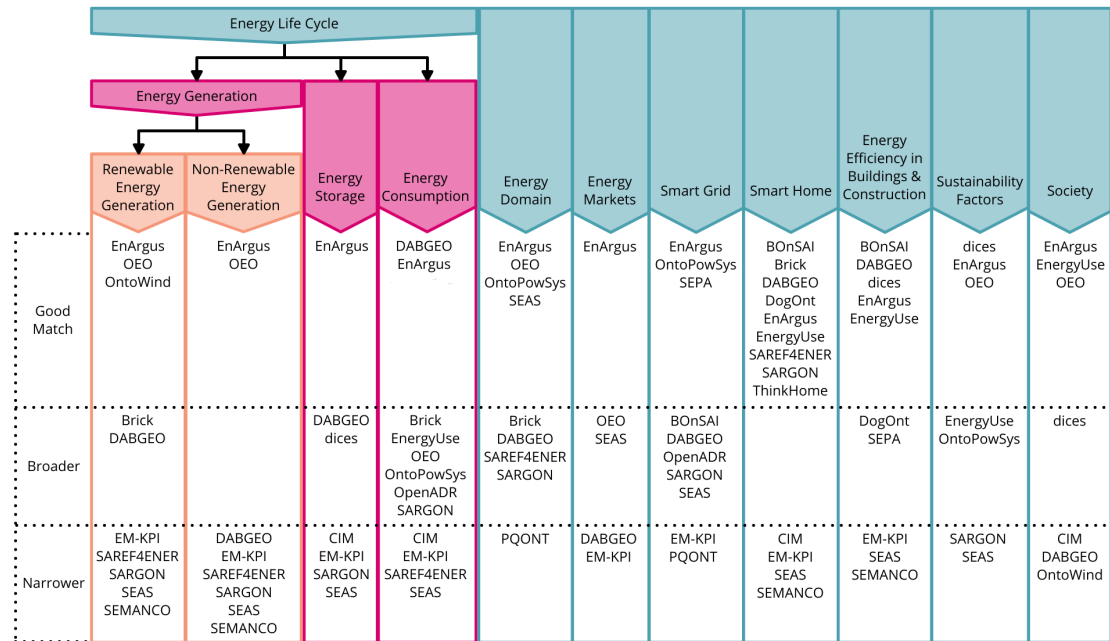 Energy Life Cycle
Energy Generation
Renewable
Energy
Generation
Non-Renewable
Energy
Generation
Energy
Storage
Energy
Consumption
Energy
Domain
Energy
Markets
Smart Grid
Smart Home
Energy
Efficiency in
Buildings &
Construction
Sustainability
Factors
Society
Good
Match
EnArgus
OEO
OntoWind
EnArgus
OEO
EnArgus
DABGEO
EnArgus
EnArgus
OEO
OntoPowSys
SEAS
EnArgus
EnArgus
OntoPowSys
SEPA
BOnSAI
Brick
DABGEO
DogOnt
EnArgus
EnergyUse
SAREF4ENER
SARGON
ThinkHome
BOnSAI
DABGEO
dices
EnArgus
EnergyUse
dices
EnArgus
OEO
EnArgus
EnergyUse
OEO
Broader
Brick
DABGEO
DABGEO
dices
Brick
EnergyUse
OEO
OntoPowSys
OpenADR
SARGON
Brick
DABGEO
SAREF4ENER
SARGON
OEO
SEAS
BOnSAI
DABGEO
OpenADR
SARGON
SEAS
DogOnt
SEPA
EnergyUse
OntoPowSys
dices
Narrower
EM-KPI
SAREF4ENER
SARGON
SEAS
SEMANCO
DABGEO
EM-KPI
SAREF4ENER
SARGON
SEAS
SEMANCO
CIM
EM-KPI
SARGON
SEAS
CIM
EM-KPI
SAREF4ENER
SEAS
PQONT
DABGEO
EM-KPI
EM-KPI
PQONT
CIM
EM-KPI
SEAS
SEMANCO
EM-KPI
SEAS
SEMANCO
SARGON
SEAS
CIM
DABGEO
OntoWind